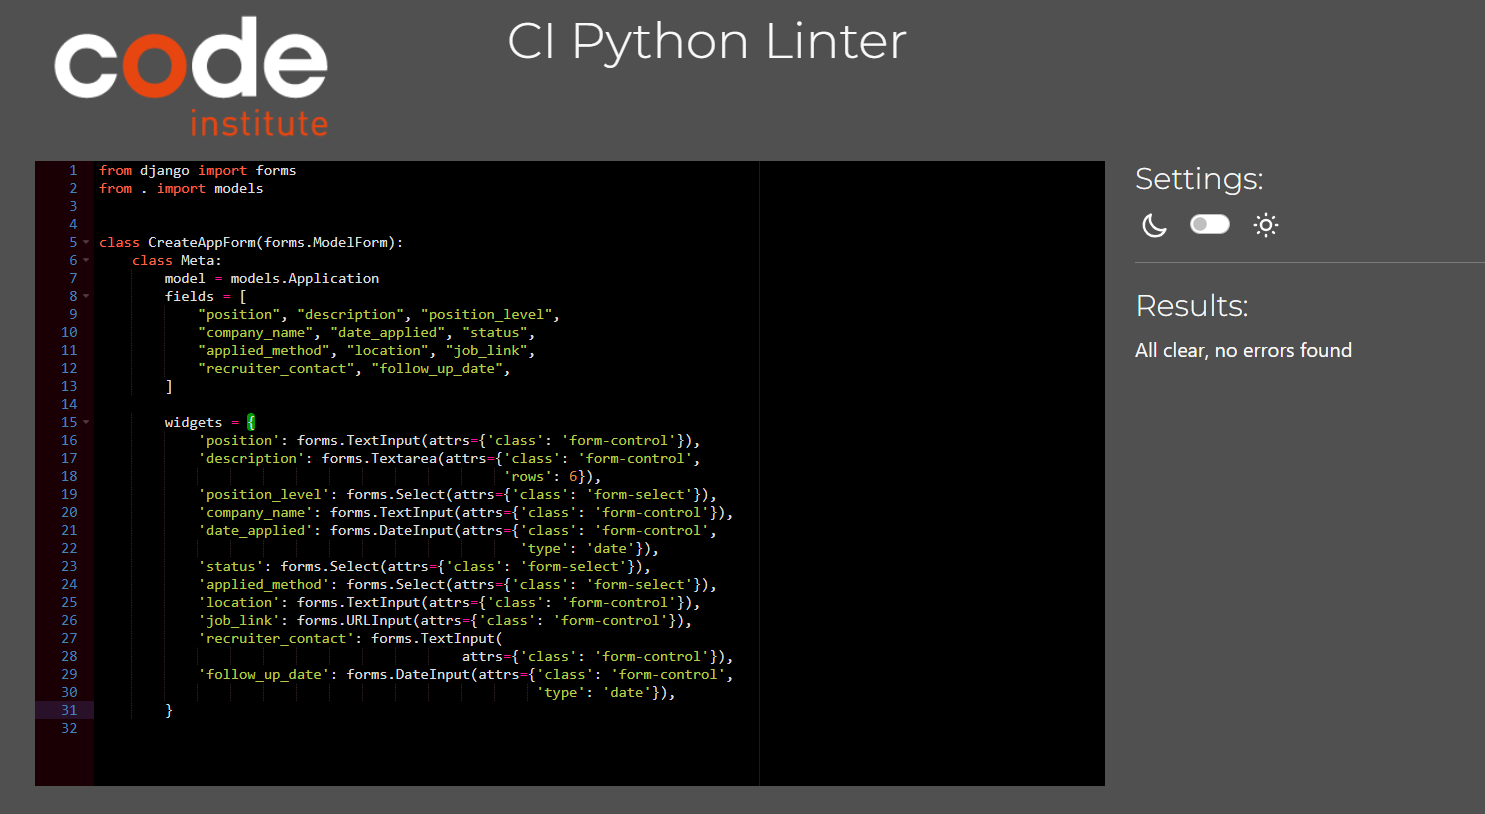 code
institute
CI Python Linter
1 from django import forms
2 from . import models
3
4
5 class CreateAppForm(forms.ModelForm):
6     class Meta:
7         model = models.Application
8         fields = [
9             "position", "description", "position_level",
10             "company_name", "date_applied", "status",
11             "applied_method", "location", "job_link",
12             "recruiter_contact", "follow_up_date",
13         ]
14
15         widgets = {
16             'position': forms.TextInput(attrs={'class': 'form-control'}),
17             'description': forms.Textarea(attrs={'class': 'form-control',
18                                                  'rows': 6}),
19             'position_level': forms.Select(attrs={'class': 'form-select'}),
20             'company_name': forms.TextInput(attrs={'class': 'form-control'}),
21             'date_applied': forms.DateInput(attrs={'class': 'form-control',
22                                                    'type': 'date'}),
23             'status': forms.Select(attrs={'class': 'form-select'}),
24             'applied_method': forms.Select(attrs={'class': 'form-select'}),
25             'location': forms.TextInput(attrs={'class': 'form-control'}),
26             'job_link': forms.URLInput(attrs={'class': 'form-control'}),
27             'recruiter_contact': forms.TextInput(
28                                             attrs={'class': 'form-control'}),
29             'follow_up_date': forms.DateInput(attrs={'class': 'form-control',
30                                                      'type': 'date'}),
31         }
32
Settings:
Results:
All clear, no errors found